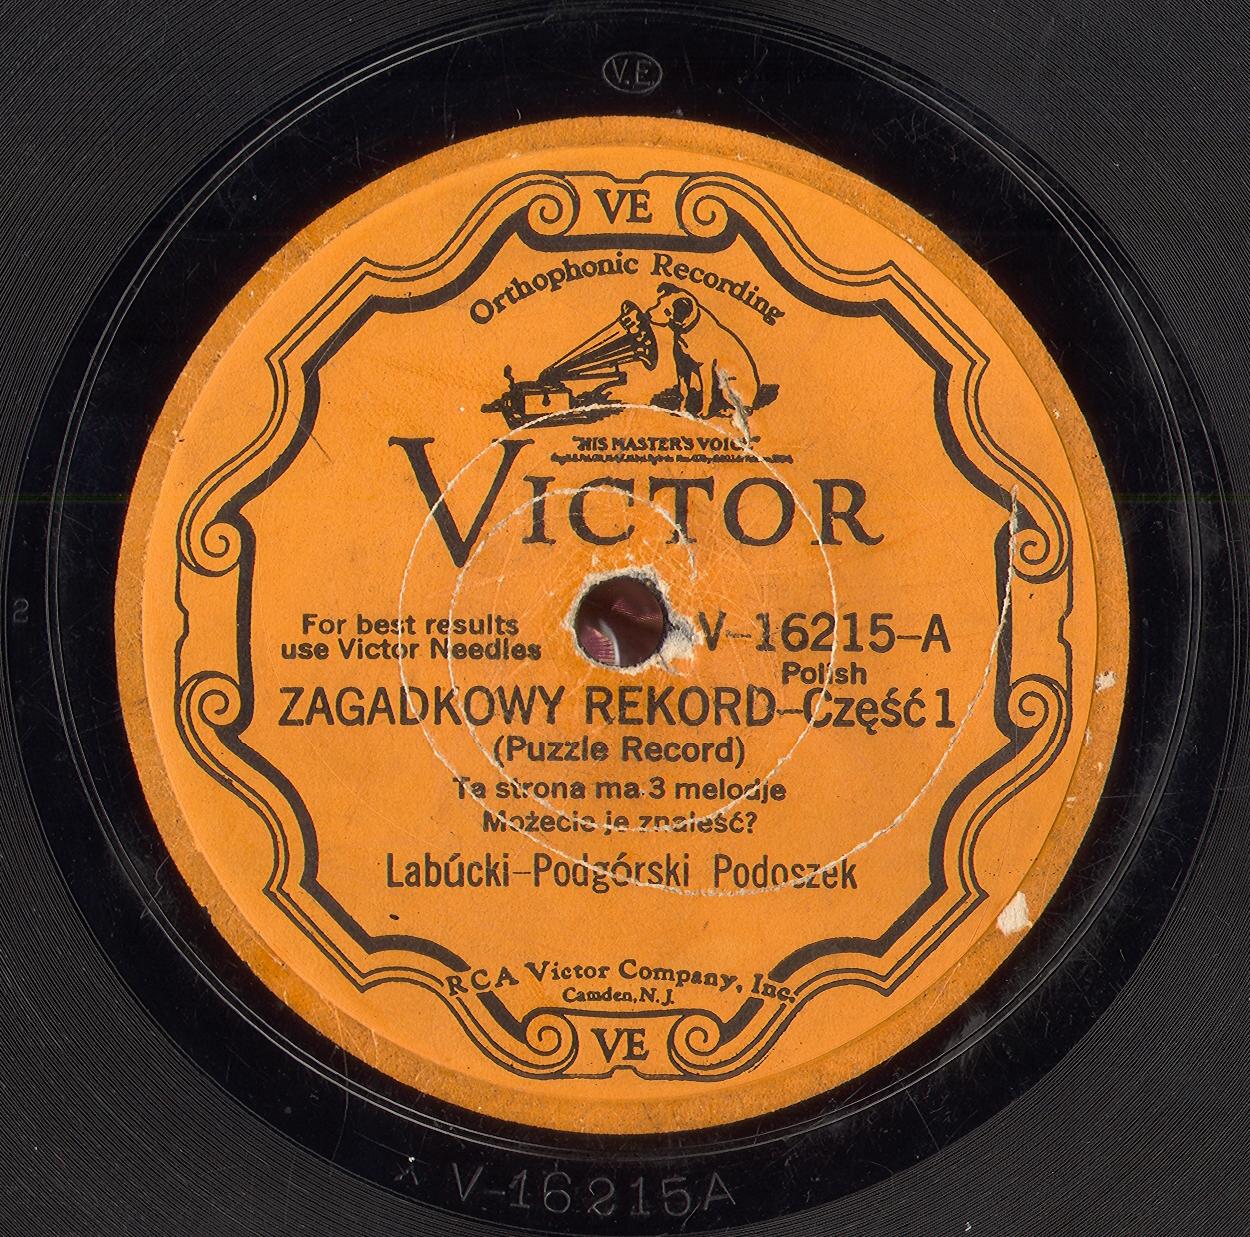 V.E.
VE
Orthophonic Recording
"HIS MASTER'S VOICE"
VICTOR
For best results
use Victor Needles
V-16215-A
Polish
ZAGADKOWY REKORD-Część 1
(Puzzle Record)
Ta strona ma 3 melodje
Możecie je znaleść?
Labúcki-Podgórski Podoszek
RCA Victor Company, Inc.
Camden, N. J.
VE
2
V-16215A